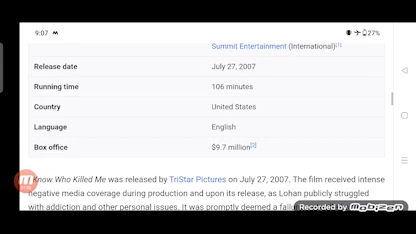 9:07 27%
Summit Entertainment (International)[1]
Release date July 27, 2007
Running time 106 minutes
Country United States
Language English
Box office $9.7 million[2]
I Know Who Killed Me was released by TriStar Pictures on July 27, 2007. The film received intense
negative media coverage during production and upon its release, as Lohan publicly struggled
with addiction and other personal issues. It was promptly deemed a
Recorded by Mobizen